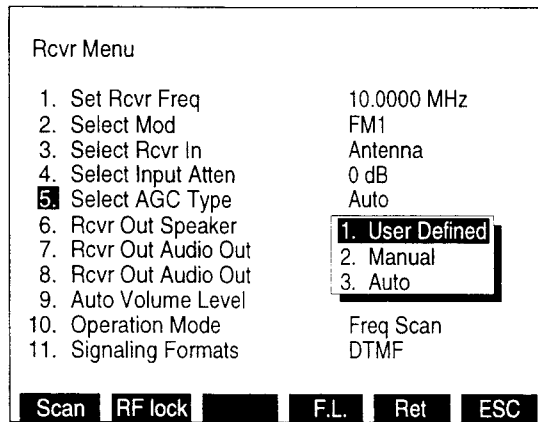 Rcvr Menu
1. Set Rcvr Freq 10.0000 MHz
2. Select Mod FM1
3. Select Rcvr In Antenna
4. Select Input Atten 0 dB
5. Select AGC Type Auto
6. Rcvr Out Speaker 1. User Defined
7. Rcvr Out Audio Out 2. Manual
8. Rcvr Out Audio Out 3. Auto
9. Auto Volume Level
10. Operation Mode Freq Scan
11. Signaling Formats DTMF
Scan RF lock F.L. Ret ESC